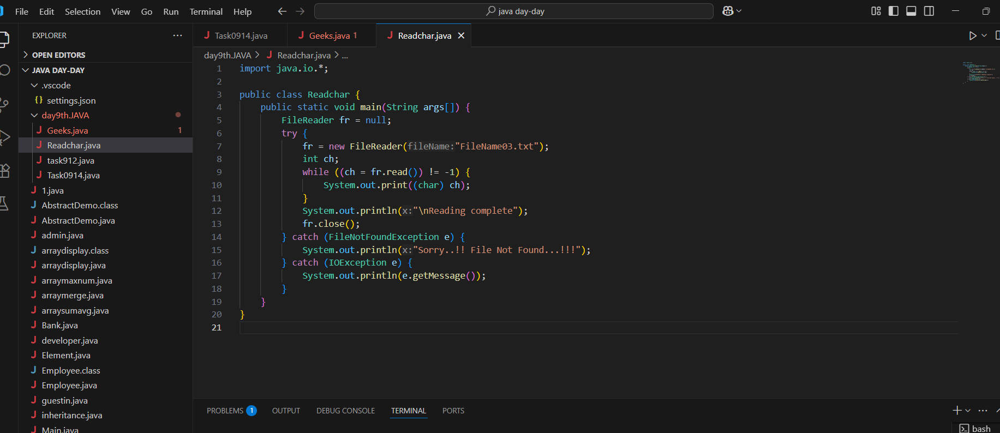 File Edit Selection View Go Run Terminal Help
java day-day
EXPLORER
OPEN EDITORS
JAVA DAY-DAY
.vscode
{} settings.json
day9th.JAVA
J Geeks.java 1
J Readchar.java
J task912.java
J Task0914.java
J 1.java
J AbstractDemo.class
J AbstractDemo.java
J admin.java
J arraydisplay.class
J arraydisplay.java
J arraymaxnum.java
J arraymerge.java
J arraysumavg.java
J Bank.java
J developer.java
J Element.java
J Employee.class
J Employee.java
J guestin.java
J inheritance.java
J Main.java
J Task0914.java J Geeks.java 1 J Readchar.java
day9th.JAVA > J Readchar.java > ...
1 import java.io.*;
2
3 public class Readchar {
4 public static void main(String args[]) {
5 FileReader fr = null;
6 try {
7 fr = new FileReader(fileName:"FileName03.txt");
8 int ch;
9 while ((ch = fr.read()) != -1) {
10 System.out.print((char) ch);
11 }
12 System.out.println(x:"\nReading complete");
13 fr.close();
14 } catch (FileNotFoundException e) {
15 System.out.println(x:"Sorry..!! File Not Found...!!!");
16 } catch (IOException e) {
17 System.out.println(e.getMessage());
18 }
19 }
20 }
21
PROBLEMS 1 OUTPUT DEBUG CONSOLE TERMINAL PORTS
bash